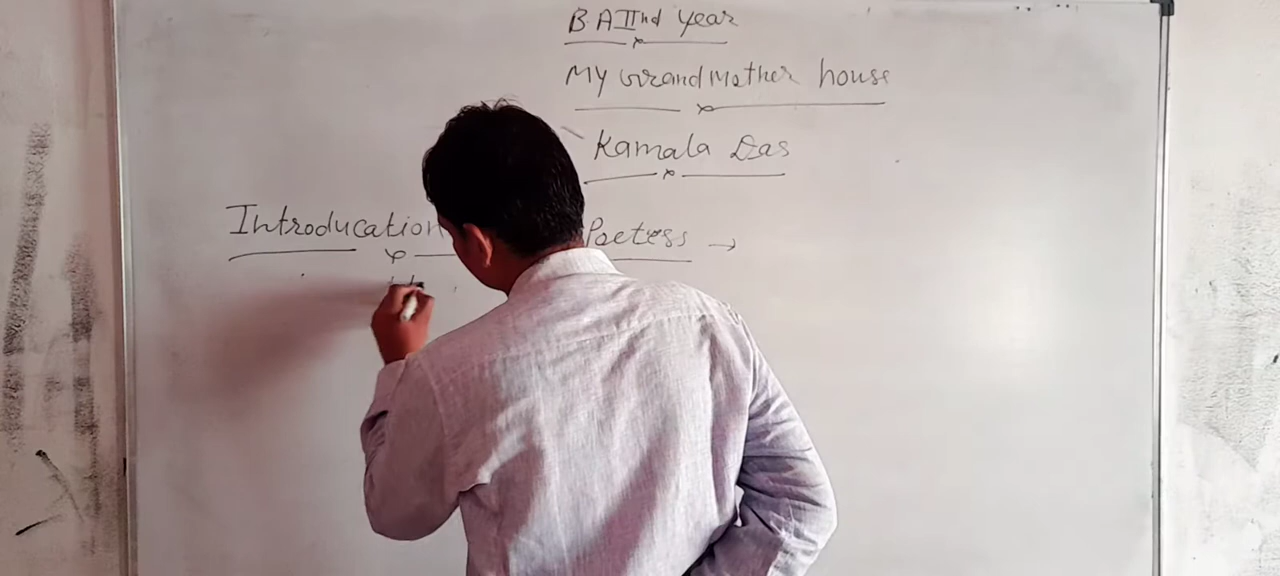 B.A IInd Year
My Grand Mother house
Kamala Das
Introducation Poetess →